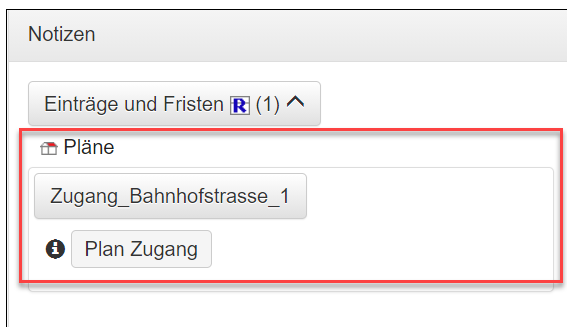 Notizen
Einträge und Fristen R (1)
Pläne
Zugang_Bahnhofstrasse_1
Plan Zugang